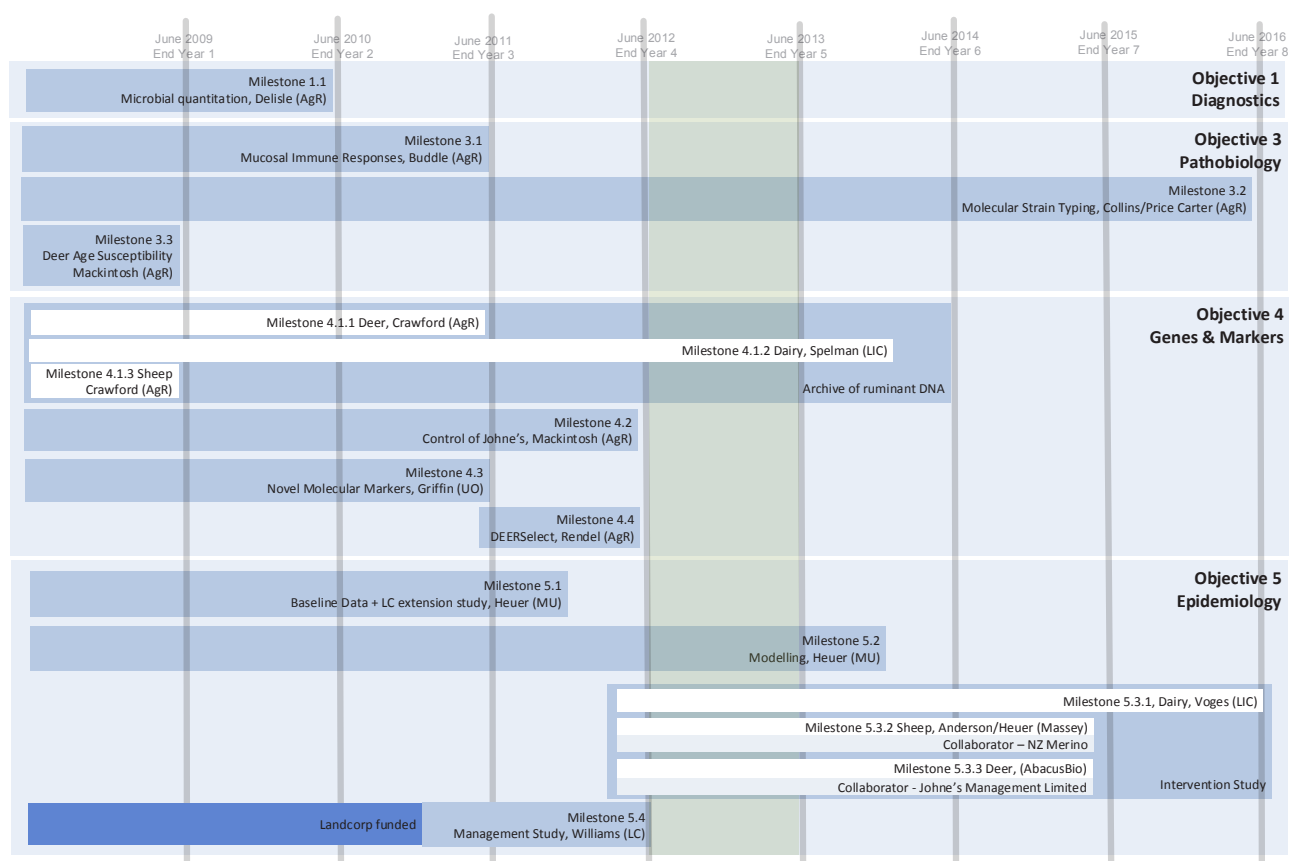 June 2009
End Year 1
June 2010
End Year 2
June 2011
End Year 3
June 2012
End Year 4
June 2013
End Year 5
June 2014
End Year 6
June 2015
End Year 7
June 2016
End Year 8
Objective 1
Diagnostics
Milestone 1.1
Microbial quantitation, Delisle (AgR)
Objective 3
Pathobiology
Milestone 3.1
Mucosal Immune Responses, Buddle (AgR)
Milestone 3.2
Molecular Strain Typing, Collins/Price Carter (AgR)
Milestone 3.3
Deer Age Susceptibility
Mackintosh (AgR)
Objective 4
Genes & Markers
Milestone 4.1.1 Deer, Crawford (AgR)
Milestone 4.1.2 Dairy, Spelman (LIC)
Milestone 4.1.3 Sheep
Crawford (AgR)
Archive of ruminant DNA
Milestone 4.2
Control of Johne's, Mackintosh (AgR)
Milestone 4.3
Novel Molecular Markers, Griffin (UO)
Milestone 4.4
DEERSelect, Rendel (AgR)
Objective 5
Epidemiology
Milestone 5.1
Baseline Data + LC extension study, Heuer (MU)
Milestone 5.2
Modelling, Heuer (MU)
Milestone 5.3.1, Dairy, Voges (LIC)
Milestone 5.3.2 Sheep, Anderson/Heuer (Massey)
Collaborator – NZ Merino
Milestone 5.3.3 Deer, (AbacusBio)
Collaborator - Johne's Management Limited
Intervention Study
Landcorp funded
Milestone 5.4
Management Study, Williams (LC)